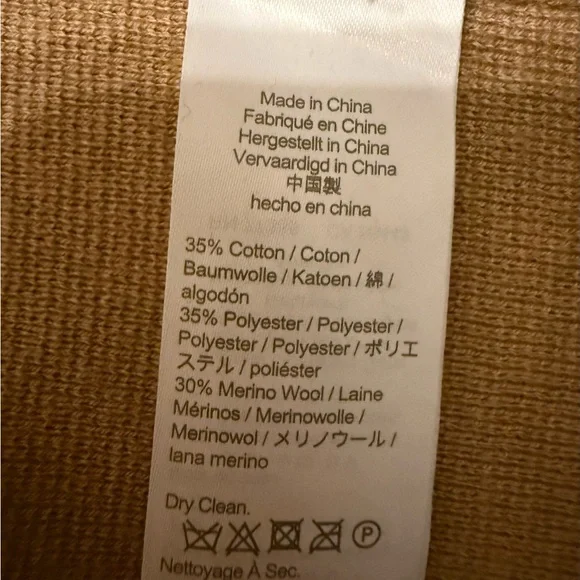 Made in China
Fabriqué en Chine
Hergestellt in China
Vervaardigd in China
中国製
hecho en china
35% Cotton / Coton /
Baumwolle / Katoen / 綿 /
algodón
35% Polyester / Polyester /
Polyester / Polyester / ポリエ
ステル / poliéster
30% Merino Wool / Laine
Mérinos / Merinowolle /
Merinowol / メリノウール /
lana merino
Dry Clean.
P
Nettoyage À Sec.